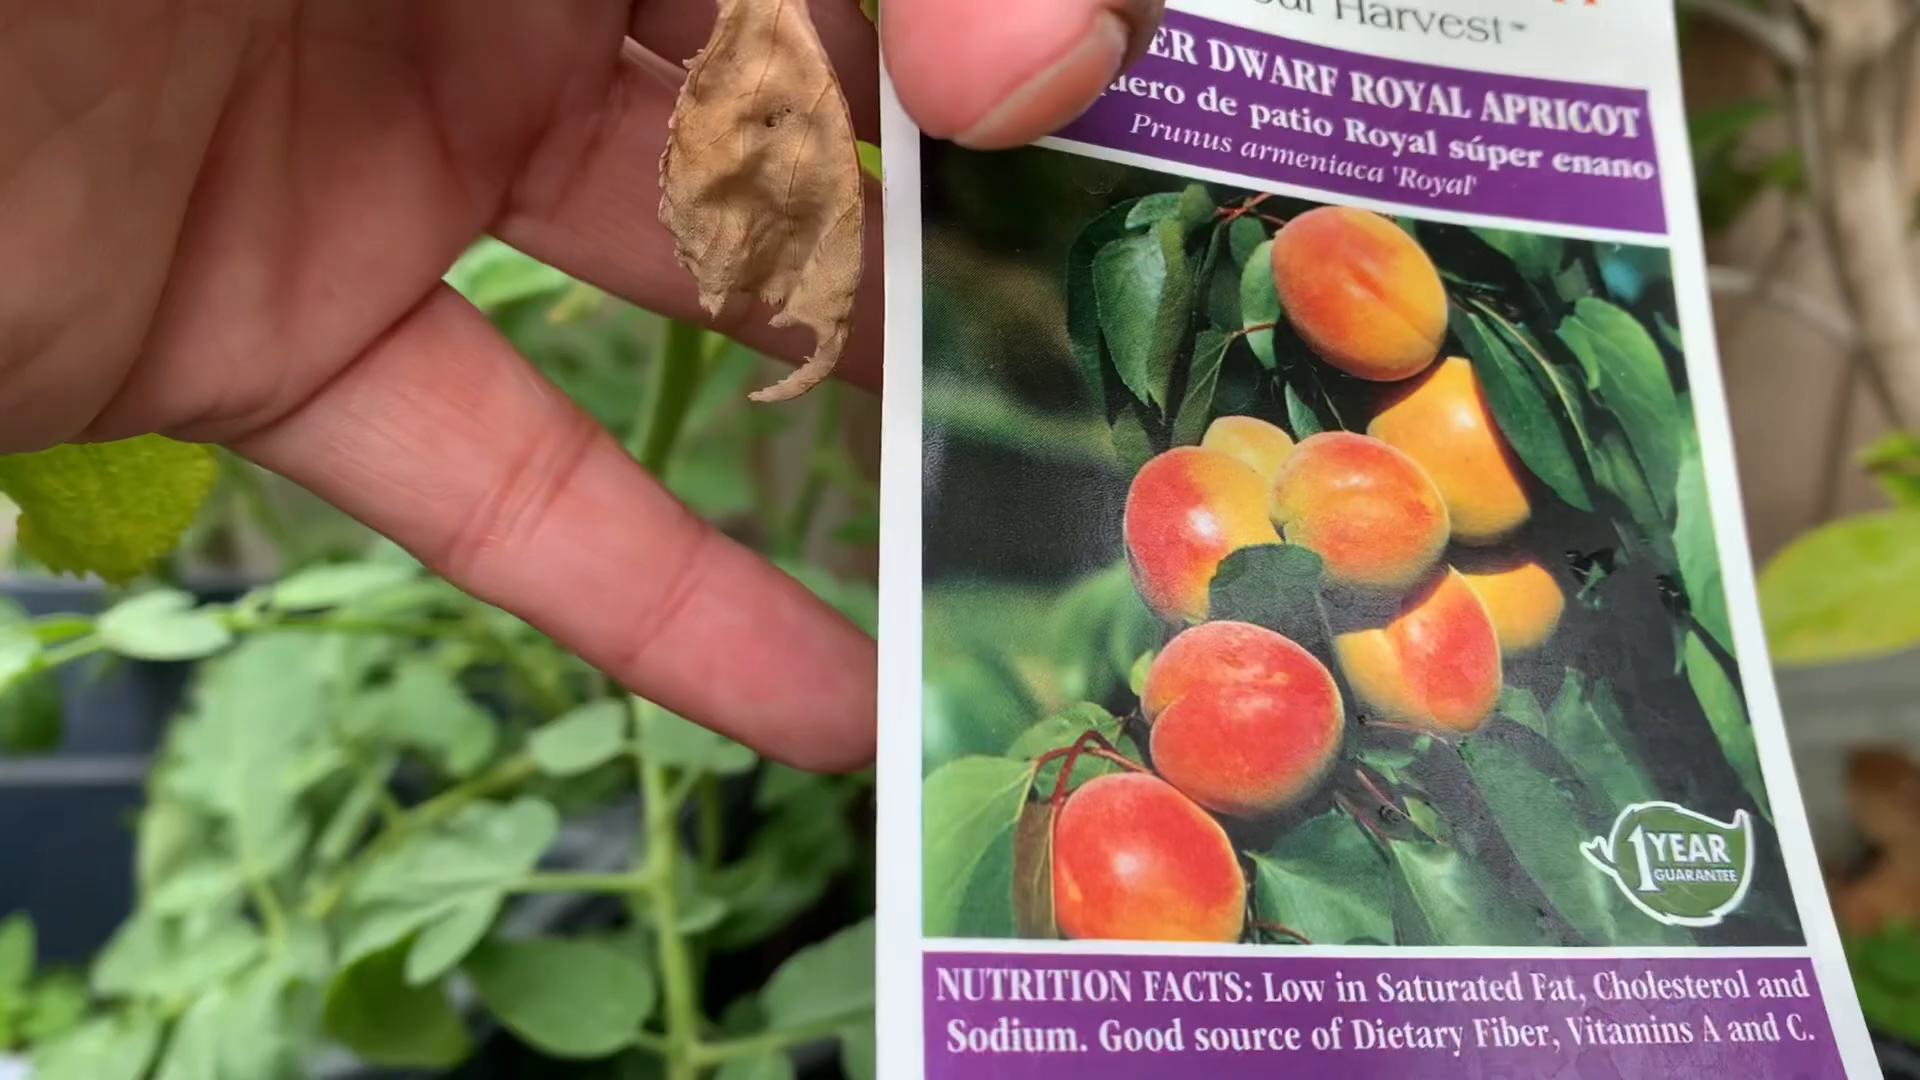 Harvest™
DWARF ROYAL APRICOT
de patio Royal súper enano
Prunus armeniaca 'Royal'
1 YEAR
GUARANTEE
NUTRITION FACTS: Low in Saturated Fat, Cholesterol and
Sodium. Good source of Dietary Fiber, Vitamins A and C.